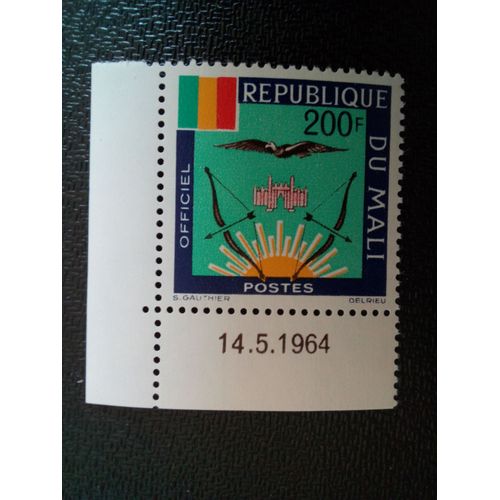 REPUBLIQUE
DU MALI
200F
OFFICIEL
POSTES
S. GAUTHIER
DELRIEU
14.5.1964